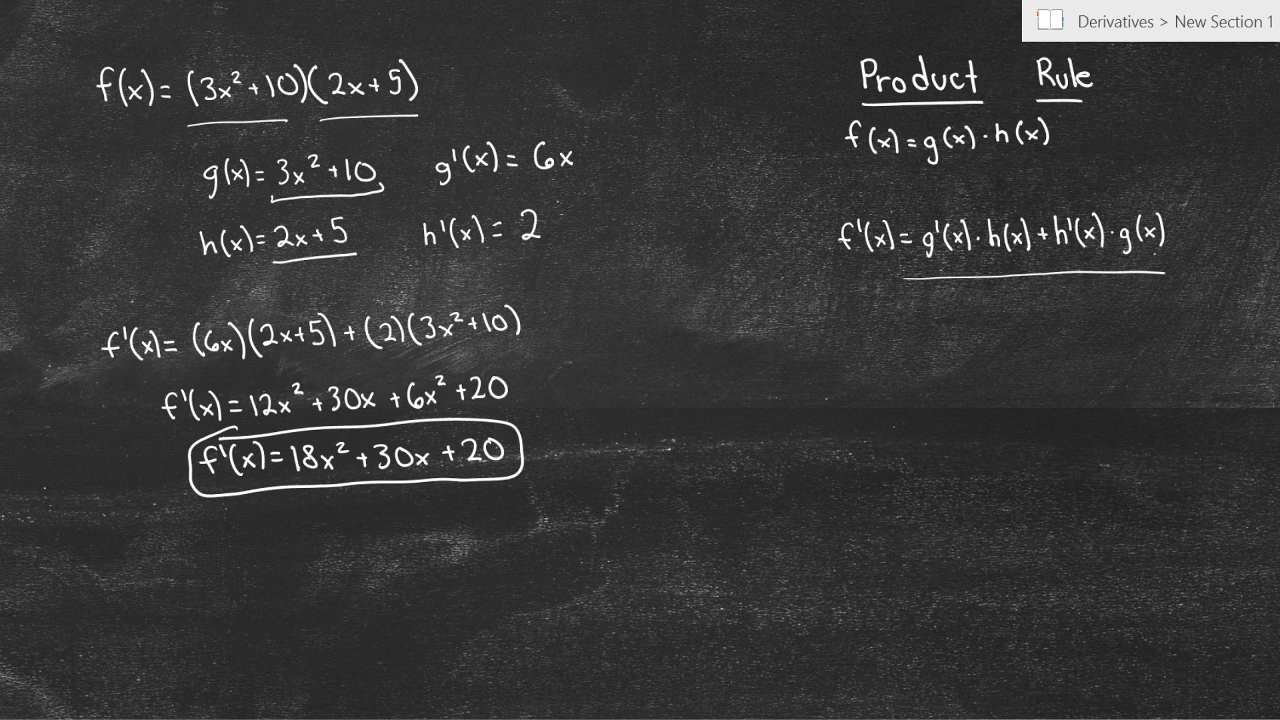 Derivatives > New Section 1
f(x)= (3x²+10)(2x+5)
g(x)= 3x²+10 g'(x)= 6x
h(x)= 2x+5 h'(x)= 2
f'(x)= (6x)(2x+5)+(2)(3x²+10)
f'(x)=12x²+30x+6x²+20
f'(x)=18x²+30x+20
Product Rule
f(x)=g(x)·h(x)
f'(x)= g'(x)·h(x)+h'(x)·g(x)